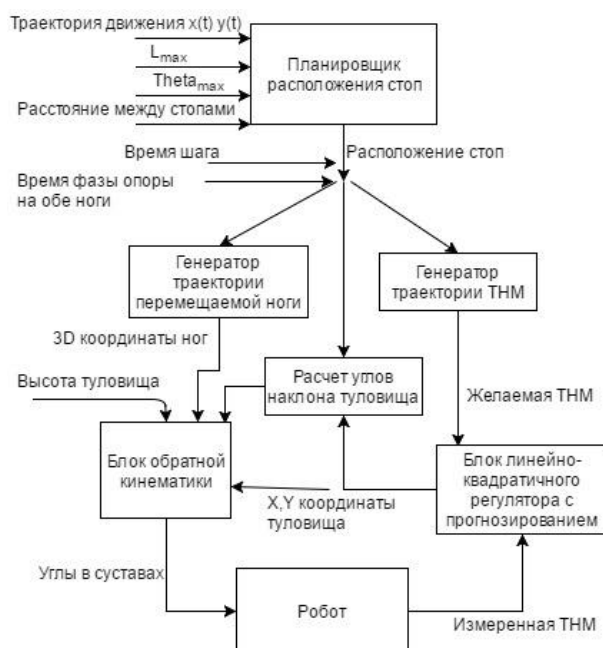 Траектория движения x(t) y(t)
Lmax
Thetamax
Расстояние между стопами
Планировщик
расположения стоп
Время шага
Расположение стоп
Время фазы опоры
на обе ноги
Генератор
траектории
перемещаемой ноги
Генератор
траектории ТНМ
3D координаты ног
Высота туловища
Расчет углов
наклона туловища
Желаемая ТНМ
Блок обратной
кинематики
X,Y координаты
туловища
Блок линейно-
квадратичного
регулятора с
прогнозированием
Углы в суставах
Робот
Измеренная ТНМ